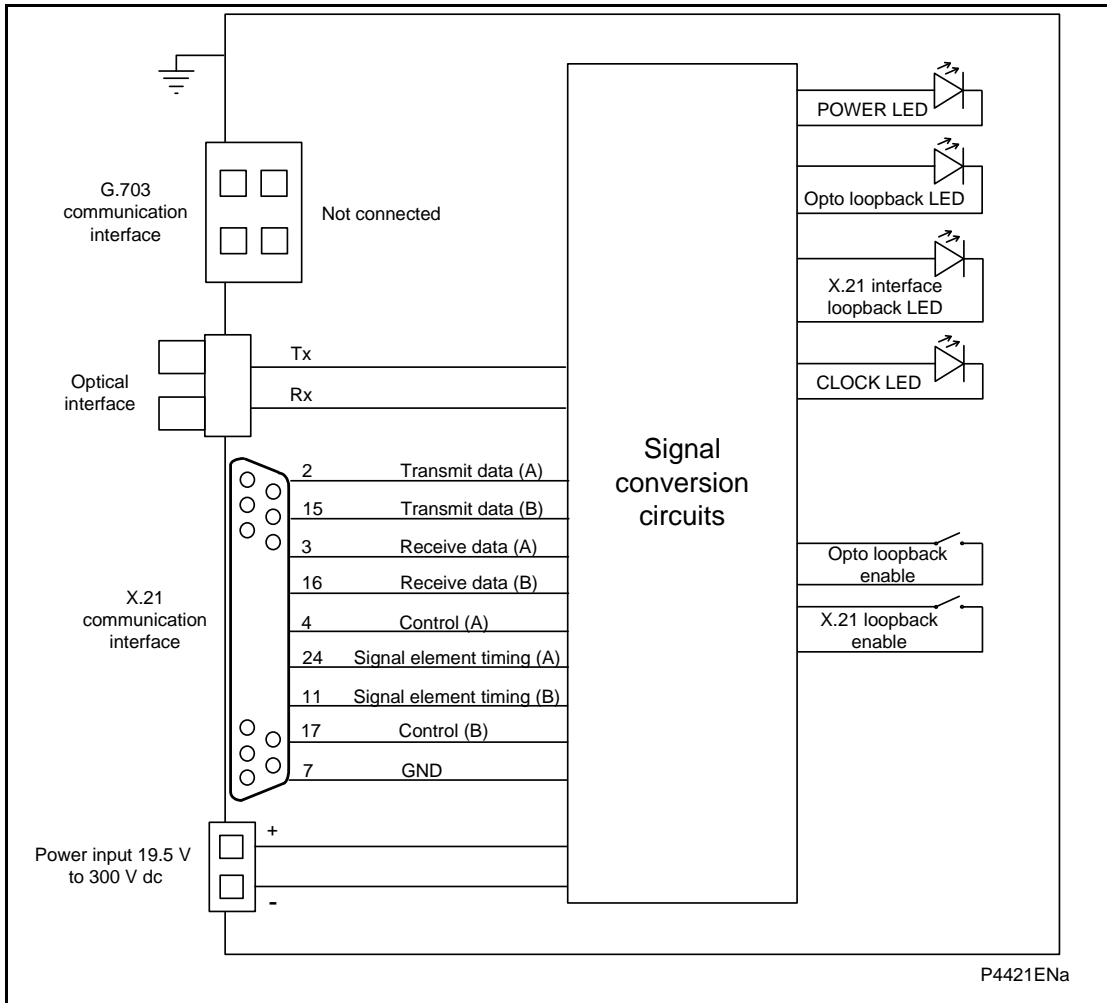 G.703
communication
interface
Not connected
Optical
interface
Tx
Rx
X.21
communication
interface
2 Transmit data (A)
15 Transmit data (B)
3 Receive data (A)
16 Receive data (B)
4 Control (A)
24 Signal element timing (A)
11 Signal element timing (B)
17 Control (B)
7 GND
Power input 19.5 V
to 300 V dc
+
-
Signal
conversion
circuits
POWER LED
Opto loopback LED
X.21 interface
loopback LED
CLOCK LED
Opto loopback
enable
X.21 loopback
enable
P4421ENa